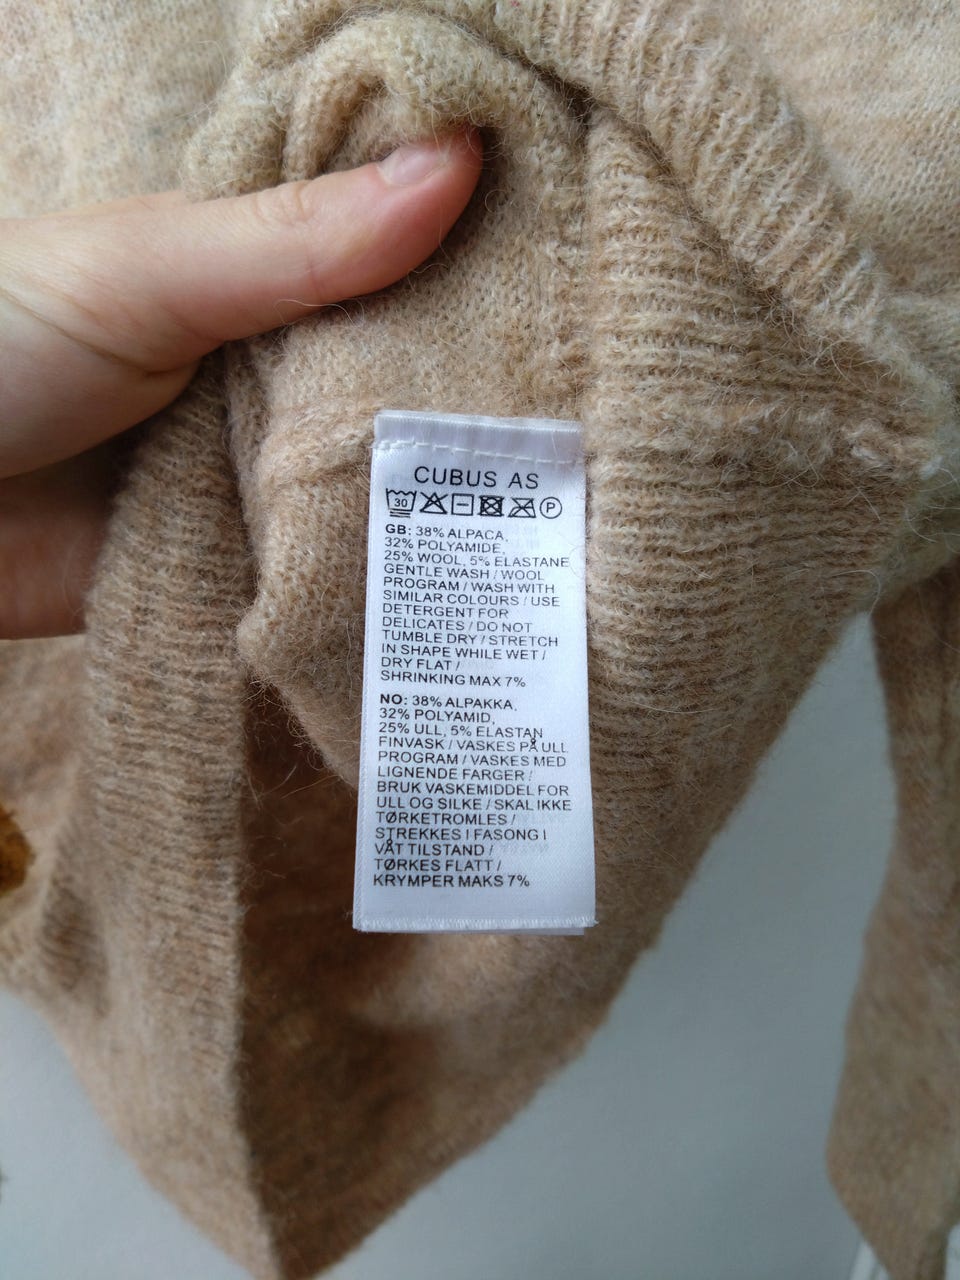 CUBUS AS
30 P
GB: 38% ALPACA,
32% POLYAMIDE,
25% WOOL, 5% ELASTANE
GENTLE WASH / WOOL
PROGRAM / WASH WITH
SIMILAR COLOURS / USE
DETERGENT FOR
DELICATES / DO NOT
TUMBLE DRY / STRETCH
IN SHAPE WHILE WET /
DRY FLAT /
SHRINKING MAX 7%
NO: 38% ALPAKKA,
32% POLYAMID,
25% ULL, 5% ELASTAN
FINVASK / VASKES PÅ ULL
PROGRAM / VASKES MED
LIGNENDE FARGER /
BRUK VASKEMIDDEL FOR
ULL OG SILKE / SKAL IKKE
TØRKETROMLES /
STREKKES I FASONG I
VÅT TILSTAND /
TØRKES FLATT /
KRYMPER MAKS 7%